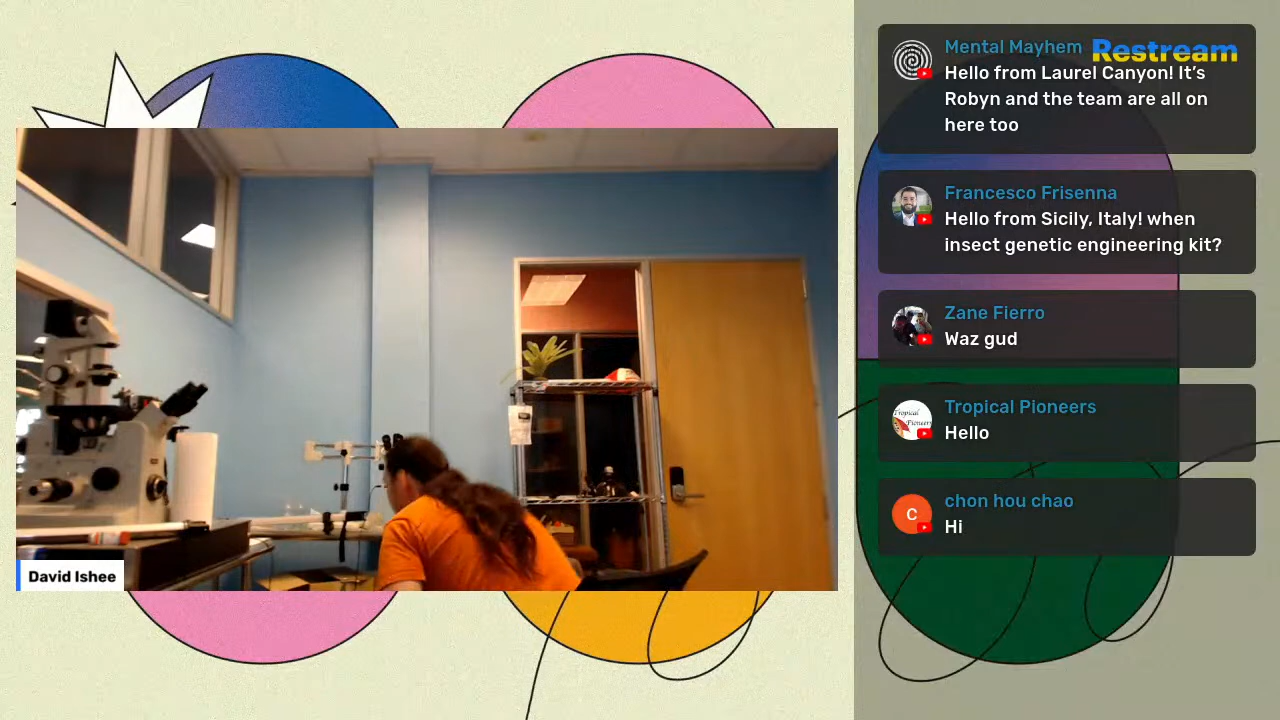 Mental Mayhem
Restream
Hello from Laurel Canyon! It's
Robyn and the team are all on
here too
Francesco Frisenna
Hello from Sicily, Italy! when
insect genetic engineering kit?
Zane Fierro
Waz gud
Tropical Pioneers
Hello
Tropical
Pioneers
chon hou chao
C
Hi
David Ishee